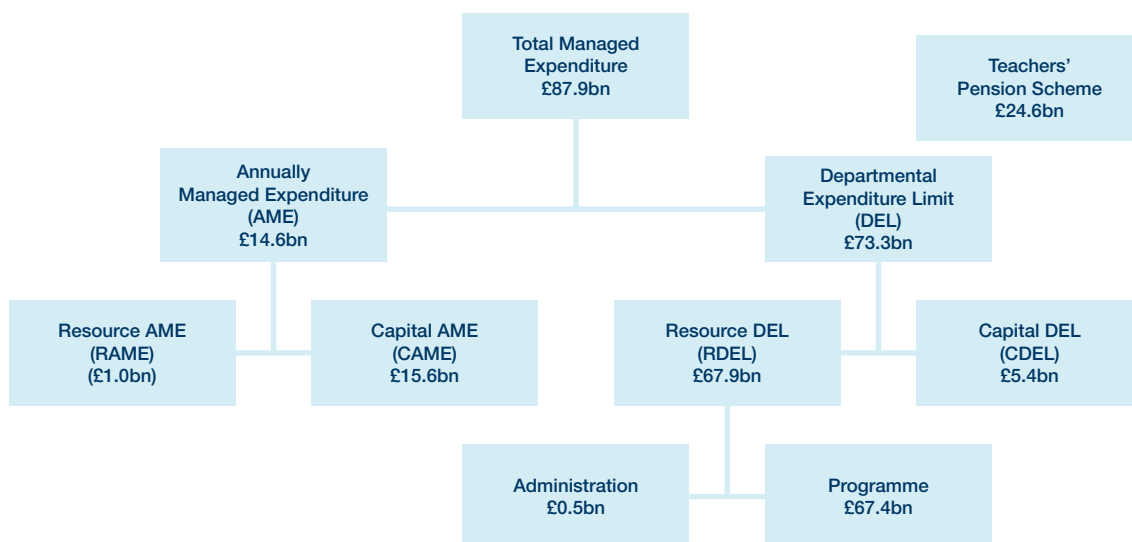 Total Managed
Expenditure
£87.9bn
Teachers’
Pension Scheme
£24.6bn
Annually
Managed Expenditure
(AME)
£14.6bn
Departmental
Expenditure Limit
(DEL)
£73.3bn
Resource AME
(RAME)
(£1.0bn)
Capital AME
(CAME)
£15.6bn
Resource DEL
(RDEL)
£67.9bn
Capital DEL
(CDEL)
£5.4bn
Administration
£0.5bn
Programme
£67.4bn